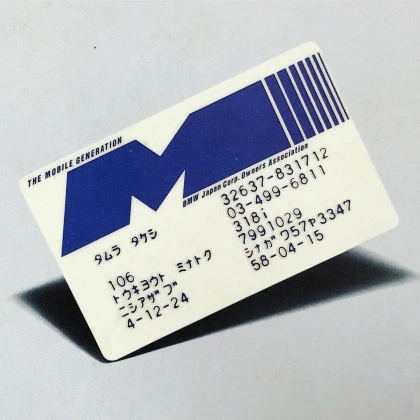 THE MOBILE GENERATION
M
BMW Japan Corp. Owners Association
タムラ タケシ
32637-831712
03-499-6811
318i
7991029
シナガワ57チ3347
58-04-15
106
トウキヨウト ミナトク
ニシアザブ
4-12-24